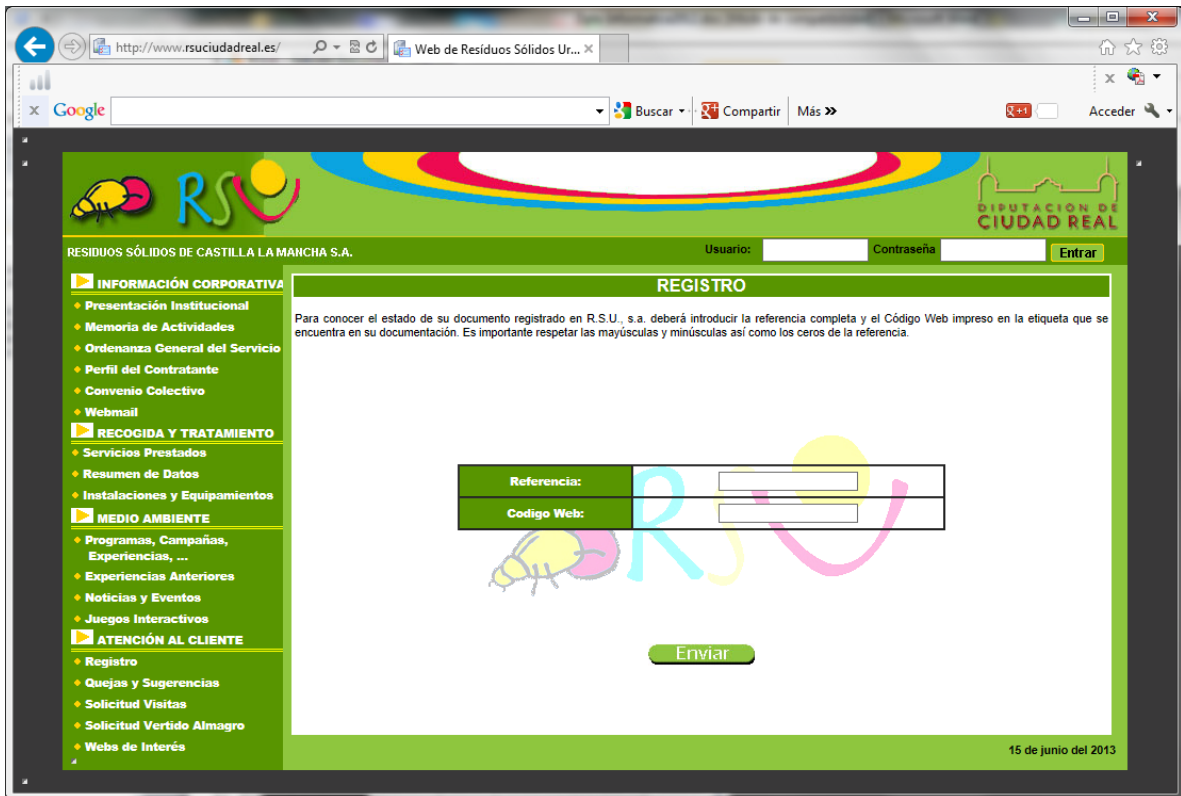 http://www.rsuciudadreal.es/
Web de Resíduos Sólidos Ur...
Google
Buscar
Compartir
Más
+1
Acceder
RSU
DIPUTACION DE
CIUDAD REAL
RESIDUOS SÓLIDOS DE CASTILLA LA MANCHA S.A.
Usuario:
Contraseña
Entrar
INFORMACIÓN CORPORATIVA
Presentación Institucional
Memoria de Actividades
Ordenanza General del Servicio
Perfil del Contratante
Convenio Colectivo
Webmail
RECOGIDA Y TRATAMIENTO
Servicios Prestados
Resumen de Datos
Instalaciones y Equipamientos
MEDIO AMBIENTE
Programas, Campañas,
Experiencias, ...
Experiencias Anteriores
Noticias y Eventos
Juegos Interactivos
ATENCIÓN AL CLIENTE
Registro
Quejas y Sugerencias
Solicitud Visitas
Solicitud Vertido Almagro
Webs de Interés
REGISTRO
Para conocer el estado de su documento registrado en R.S.U., s.a. deberá introducir la referencia completa y el Código Web impreso en la etiqueta que se
encuentra en su documentación. Es importante respetar las mayúsculas y minúsculas así como los ceros de la referencia.
Referencia:
Codigo Web:
RSU
Enviar
15 de junio del 2013